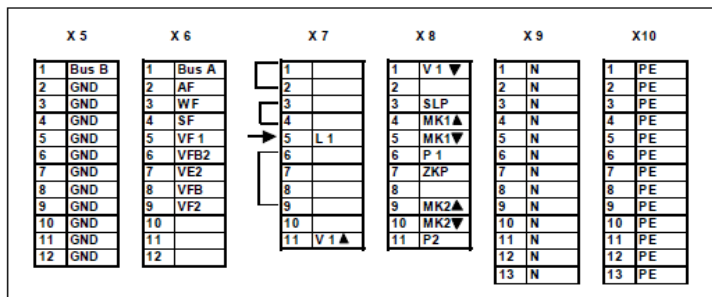 X 5 X 6 X 7 X 8 X 9 X10
1 Bus B 1 Bus A 1 1 V 1 ▼ 1 N 1 PE
2 GND 2 AF 2 2 2 N 2 PE
3 GND 3 WF 3 3 SLP 3 N 3 PE
4 GND 4 SF 4 4 MK1▲ 4 N 4 PE
5 GND 5 VF 1 5 L 1 5 MK1▼ 5 N 5 PE
6 GND 6 VFB2 6 6 P 1 6 N 6 PE
7 GND 7 VE2 7 7 ZKP 7 N 7 PE
8 GND 8 VFB 8 8 8 N 8 PE
9 GND 9 VF2 9 9 MK2▲ 9 N 9 PE
10 GND 10 10 10 MK2▼ 10 N 10 PE
11 GND 11 11 V 1▲ 11 P2 11 N 11 PE
12 GND 12 12 N 12 PE
13 N 13 PE